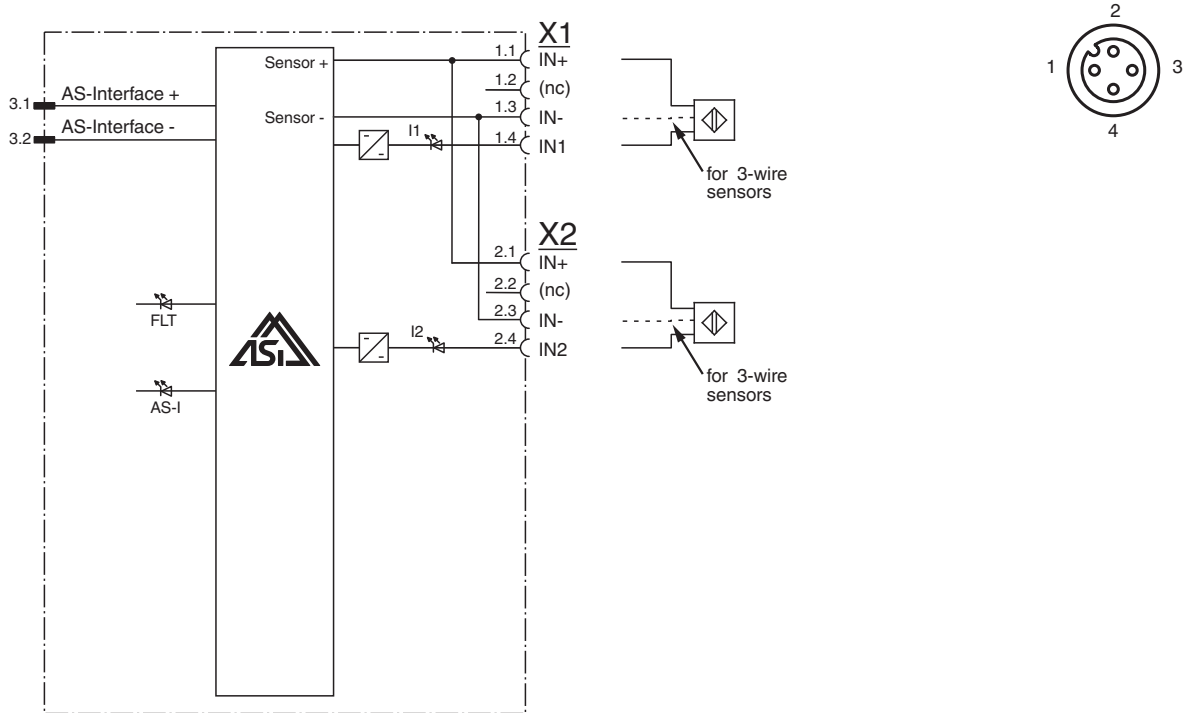 X1
1.1 IN+
1.2 (nc)
1.3 IN-
1.4 IN1
Sensor +
Sensor -
3.1 AS-Interface +
3.2 AS-Interface -
I1
for 3-wire
sensors
X2
2.1 IN+
2.2 (nc)
2.3 IN-
2.4 IN2
I2
for 3-wire
sensors
FLT
AS-I
ASi
2
1 3
4